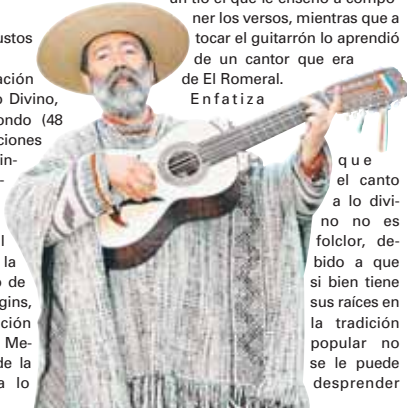 ustos
ación
Divino,
ondo (48
ciones
in-
-
l
la
de
gins,
ción
Me-
de la
a lo
un tío el que le enseñó a compo-
ner los versos, mientras que a
tocar el guitarrón lo aprendió
de un cantor que era
de El Romeral.
Enfatiza
que
el canto
a lo divi-
no no es
folclor, de-
bido a que
si bien tiene
sus raíces en
la tradición
popular no
se le puede
desprender